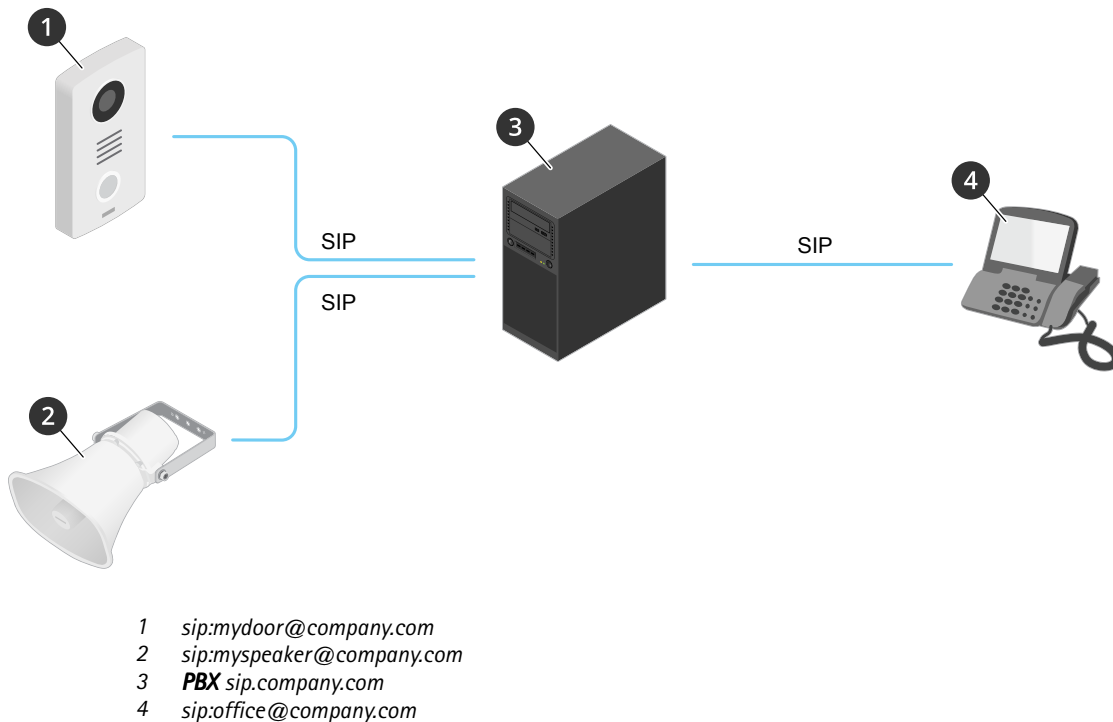 1
3
4
SIP
SIP
SIP
2
1 sip:mydoor@company.com
2 sip:myspeaker@company.com
3 PBX sip.company.com
4 sip:office@company.com